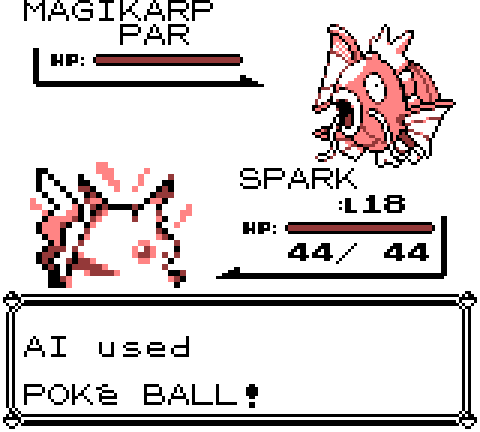 MAGIKARP
PAR
HP:
SPARK
:L18
HP:
44/ 44
AI used
POKé BALL!